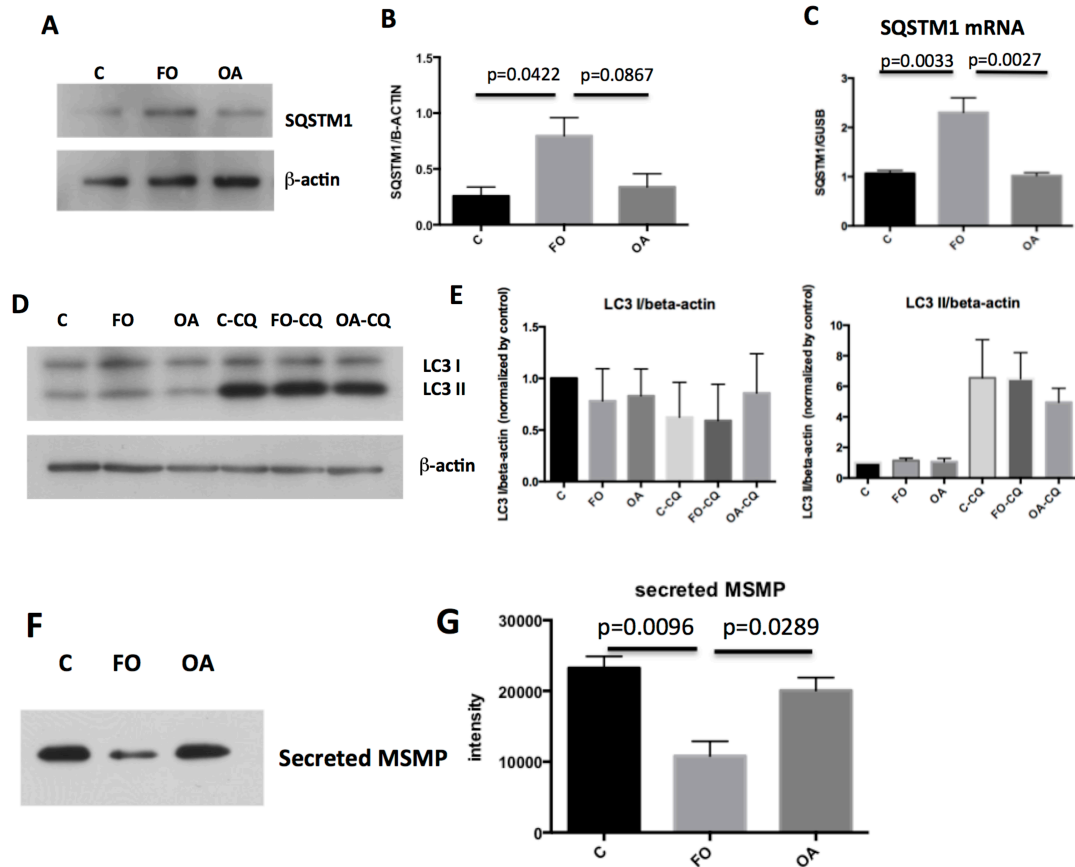 A
C FO OA
SQSTM1
β-actin
B
p=0.0422 p=0.0867
SQSTM1/B-ACTIN
1.5
1.0
0.5
0.0
C FO OA
C
SQSTM1 mRNA
p=0.0033 p=0.0027
SQSTM1/GUSB
3
2
1
0
C FO OA
D
C FO OA C-CQ FO-CQ OA-CQ
LC3 I
LC3 II
β-actin
E
LC3 I/beta-actin
LC3 I/beta-actin (normalized by control)
1.5
1.0
0.5
0.0
C FO OA C-CQ FO-CQ OA-CQ
LC3 II/beta-actin
LC3 II/beta-actin (normalized by control)
10
8
6
4
2
0
C FO OA C-CQ FO-CQ OA-CQ
F
C FO OA
Secreted MSMP
G
secreted MSMP
p=0.0096 p=0.0289
intensity
30000
20000
10000
0
C FO OA